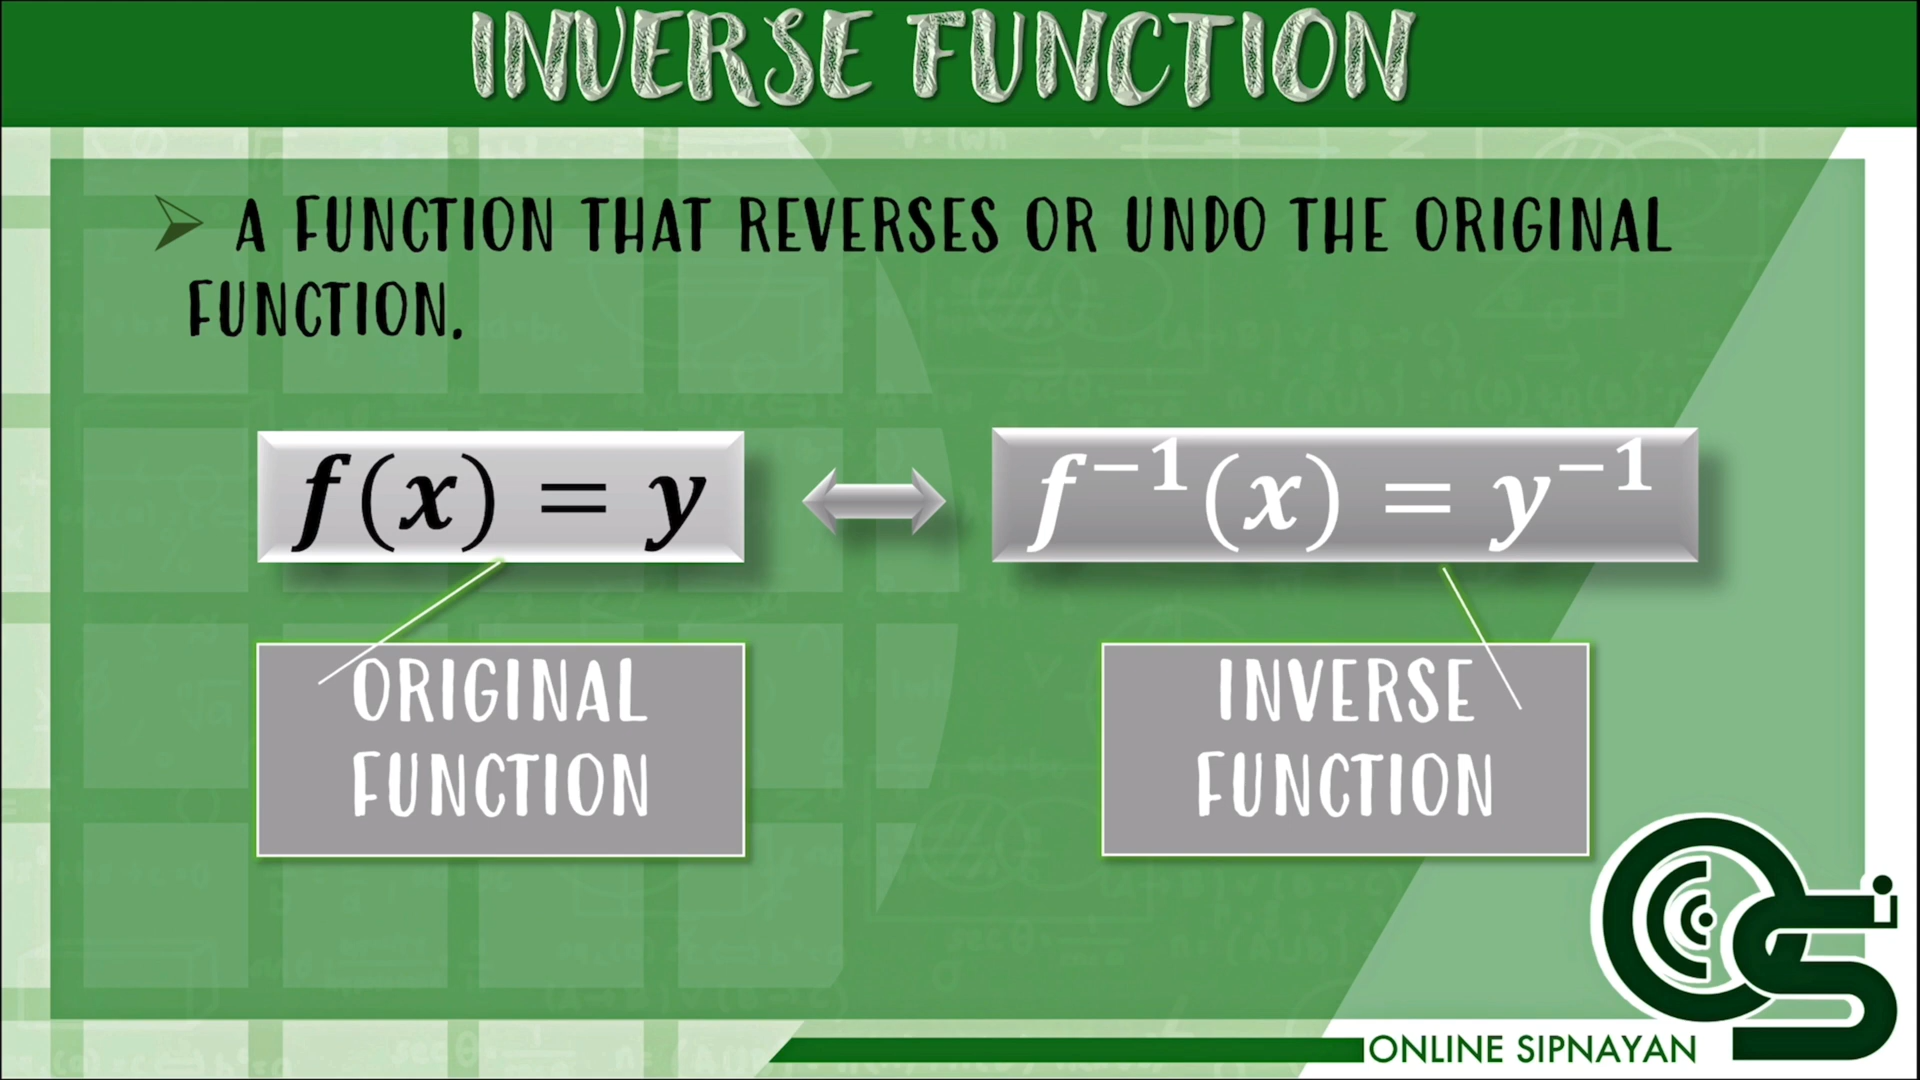 INVERSE FUNCTION
A FUNCTION THAT REVERSES OR UNDO THE ORIGINAL
FUNCTION.
f(x) = y
f⁻¹(x) = y⁻¹
ORIGINAL
FUNCTION
INVERSE
FUNCTION
ONLINE SIPNAYAN